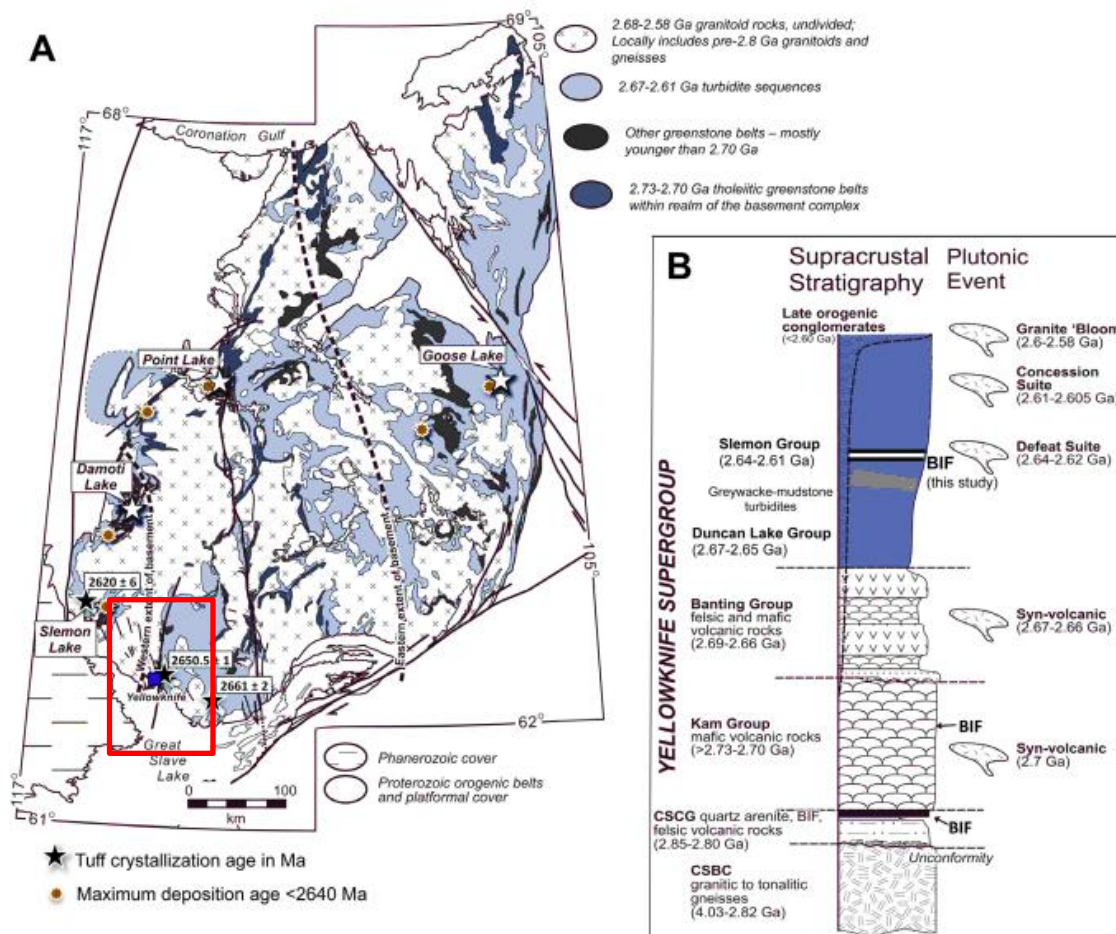 A
69°
105°
68°
117°
Coronation Gulf
2.68-2.58 Ga granitoid rocks, undivided;
Locally includes pre-2.8 Ga granitoids and
gneisses
2.67-2.61 Ga turbidite sequences
Other greenstone belts – mostly
younger than 2.70 Ga
2.73-2.70 Ga tholeiitic greenstone belts
within realm of the basement complex
Point Lake
Goose Lake
Damoti
Lake
Western extent of basement
Eastern extent of basement
105°
2620 ± 6
Slemon
Lake
2650.5 ± 1
2661 ± 2
Yellowknife
Great
Slave
Lake
62°
117°
61°
0
100
km
Phanerozoic cover
Proterozoic orogenic belts
and platformal cover
Tuff crystallization age in Ma
Maximum deposition age <2640 Ma
B
Supracrustal
Stratigraphy
Plutonic
Event
YELLOWKNIFE SUPERGROUP
Late orogenic
conglomerates
(<2.60 Ga)
Granite ‘Bloom’
(2.6-2.58 Ga)
Concession
Suite
(2.61-2.605 Ga)
Slemon Group
(2.64-2.61 Ga)
BIF
(this study)
Defeat Suite
(2.64-2.62 Ga)
Greywacke-mudstone
turbidites
Duncan Lake Group
(2.67-2.65 Ga)
Banting Group
felsic and mafic
volcanic rocks
(2.69-2.66 Ga)
Syn-volcanic
(2.67-2.66 Ga)
Kam Group
mafic volcanic rocks
(>2.73-2.70 Ga)
BIF
Syn-volcanic
(2.7 Ga)
CSCG quartz arenite, BIF,
felsic volcanic rocks
(2.85-2.80 Ga)
BIF
Unconformity
CSBC
granitic to tonalitic
gneisses
(4.03-2.82 Ga)